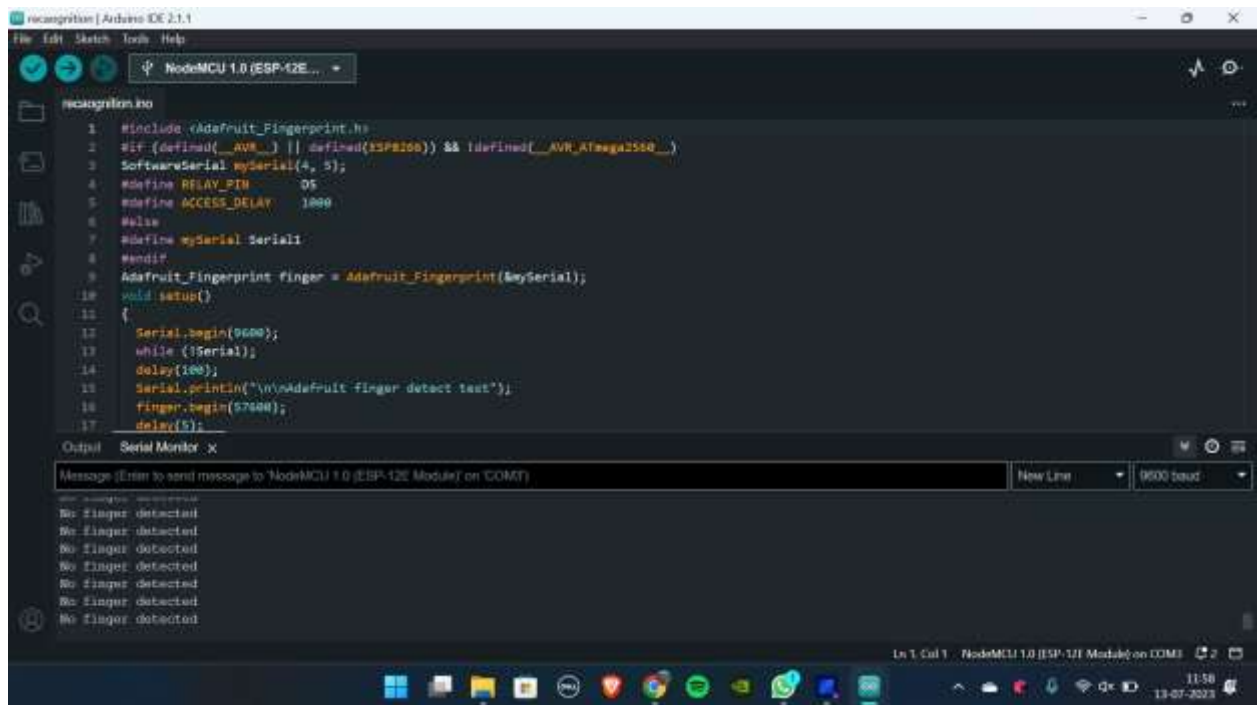 recaognition | Arduino IDE 2.1.1
File Edit Sketch Tools Help
NodeMCU 1.0 (ESP-12E...
recaognition.ino
1 #include <Adafruit_Fingerprint.h>
2 #if (defined(__AVR__) || defined(ESP8266)) && !defined(__AVR_ATmega2560__)
3 SoftwareSerial mySerial(4, 5);
4 #define RELAY_PIN D5
5 #define ACCESS_DELAY 1000
6 #else
7 #define mySerial Serial1
8 #endif
9 Adafruit_Fingerprint finger = Adafruit_Fingerprint(&mySerial);
10 void setup()
11 {
12 Serial.begin(9600);
13 while (!Serial);
14 delay(100);
15 Serial.println("\n\nAdafruit finger detect test");
16 finger.begin(57600);
17 delay(5);
Output Serial Monitor x
Message (Enter to send message to 'NodeMCU 1.0 (ESP-12E Module)' on 'COM3')
New Line
9600 baud
No finger detected
No finger detected
No finger detected
No finger detected
No finger detected
No finger detected
No finger detected
Ln 1, Col 1 NodeMCU 1.0 (ESP-12E Module) on COM3 2
DELL
11:58
13-07-2023